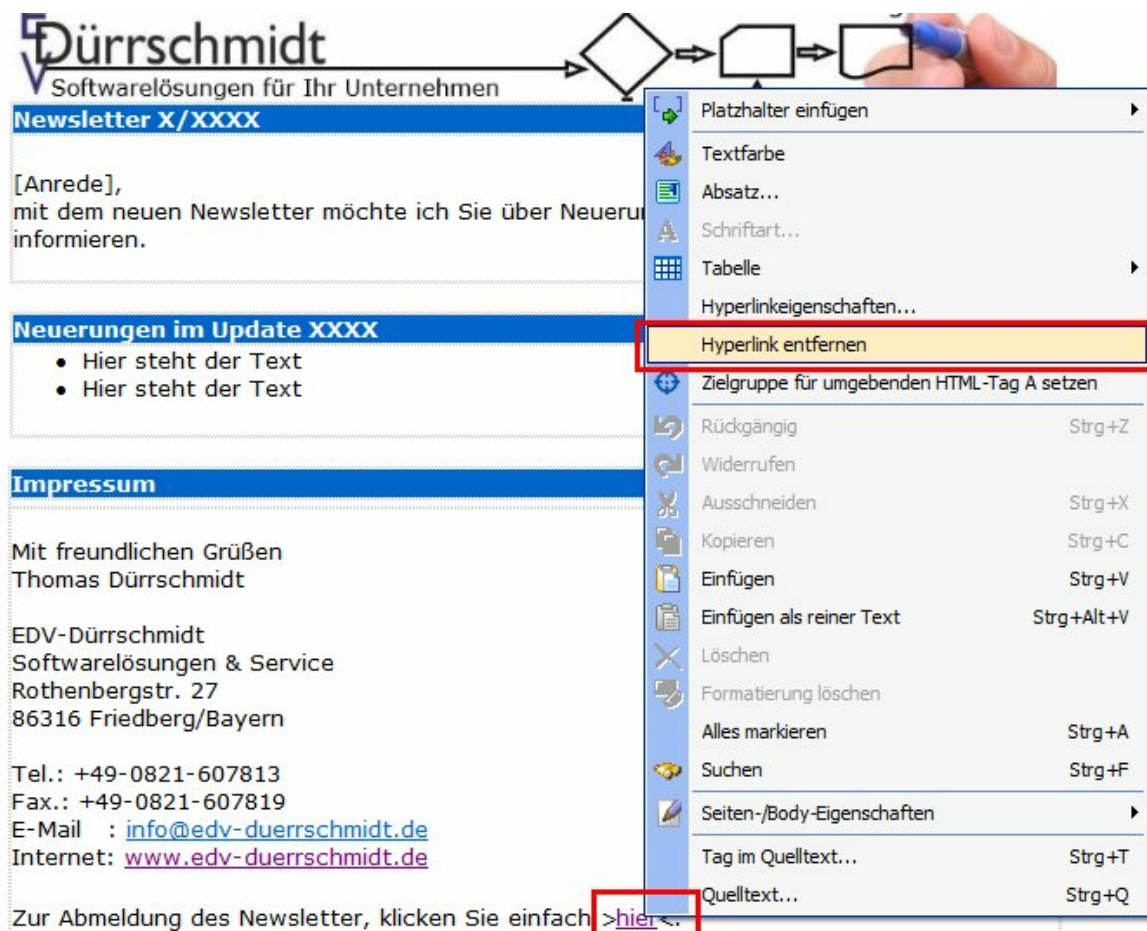 EDV
Dürrschmidt
Softwarelösungen für Ihr Unternehmen
Newsletter X/XXXX
[Anrede],
mit dem neuen Newsletter möchte ich Sie über
informieren.
Neuerungen im Update XXXX
• Hier steht der Text
• Hier steht der Text
Impressum
Mit freundlichen Grüßen
Thomas Dürrschmidt
EDV-Dürrschmidt
Softwarelösungen & Service
Rothenbergstr. 27
86316 Friedberg/Bayern
Tel.: +49-0821-607813
Fax.: +49-0821-607819
E-Mail : info@edv-duerrschmidt.de
Internet: www.edv-duerrschmidt.de
Zur Abmeldung des Newsletter, klicken Sie einfach >hier<.
Platzhalter einfügen
Textfarbe
Absatz...
Schriftart...
Tabelle
Hyperlinkeigenschaften...
Hyperlink entfernen
Zielgruppe für umgebenden HTML-Tag A setzen
Rückgängig Strg+Z
Widerrufen
Ausschneiden Strg+X
Kopieren Strg+C
Einfügen Strg+V
Einfügen als reiner Text Strg+Alt+V
Löschen
Formatierung löschen
Alles markieren Strg+A
Suchen Strg+F
Seiten-/Body-Eigenschaften
Tag im Quelltext... Strg+T
Quelltext... Strg+Q